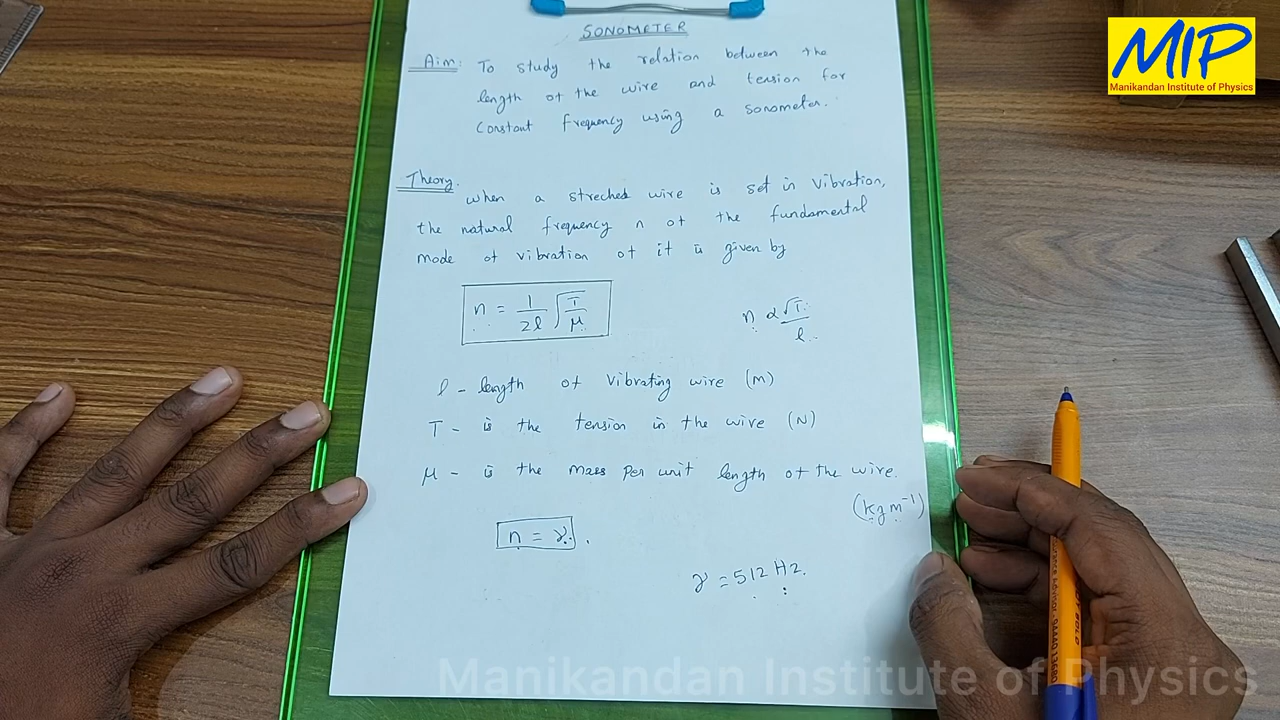 SONOMETER
Aim: To study the relation between the
length of the wire and tension for
constant frequency using a sonometer.
Theory.
when a streched wire is set in vibration,
the natural frequency n of the fundamental
mode of vibration of it is given by
n = 1/2l √T/μ
n α √T/l
l - length of vibrating wire (m)
T - is the tension in the wire (N)
μ - is the mass per unit length of the wire.
(kgm⁻¹)
n = γ.
γ = 512 Hz.
MIP
Manikandan Institute of Physics
Manikandan Institute of Physics